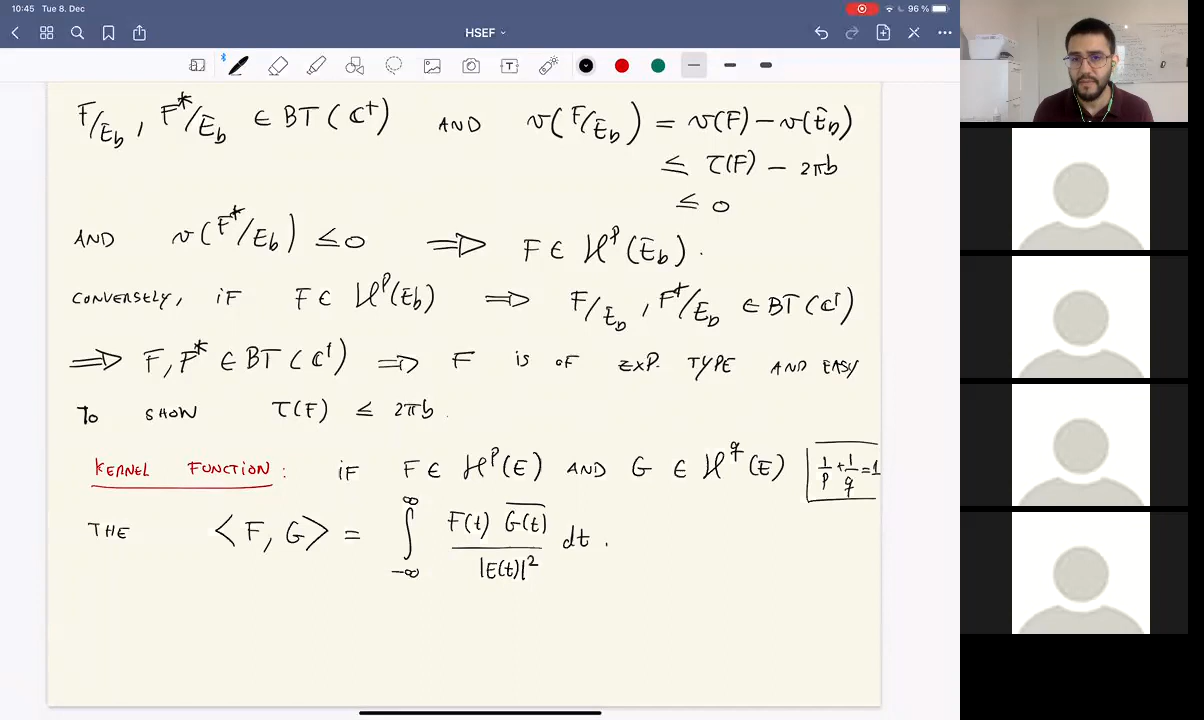 10:45 Tue 8. Dec
96 %
HSEF
F/E_b , F*/E_b ∈ BT(ℂ⁺) AND v(F/E_b) = v(F) − v(E_b)
≤ τ(F) − 2πb
≤ 0
AND v(F*/E_b) ≤ 0 ⟹ F ∈ H^p(E_b).
CONVERSELY, IF F ∈ H^p(E_b) ⟹ F/E_b , F*/E_b ∈ BT(ℂ⁺)
⟹ F, F* ∈ BT(ℂ⁺) ⟹ F IS OF EXP. TYPE AND EASY
TO SHOW τ(F) ≤ 2πb.
KERNEL FUNCTION: IF F ∈ H^p(E) AND G ∈ H^q(E) 1/p + 1/q = 1
THE <F, G> = ∫_{-∞}^{∞} F(t) \overline{G(t)} / |E(t)|² dt.